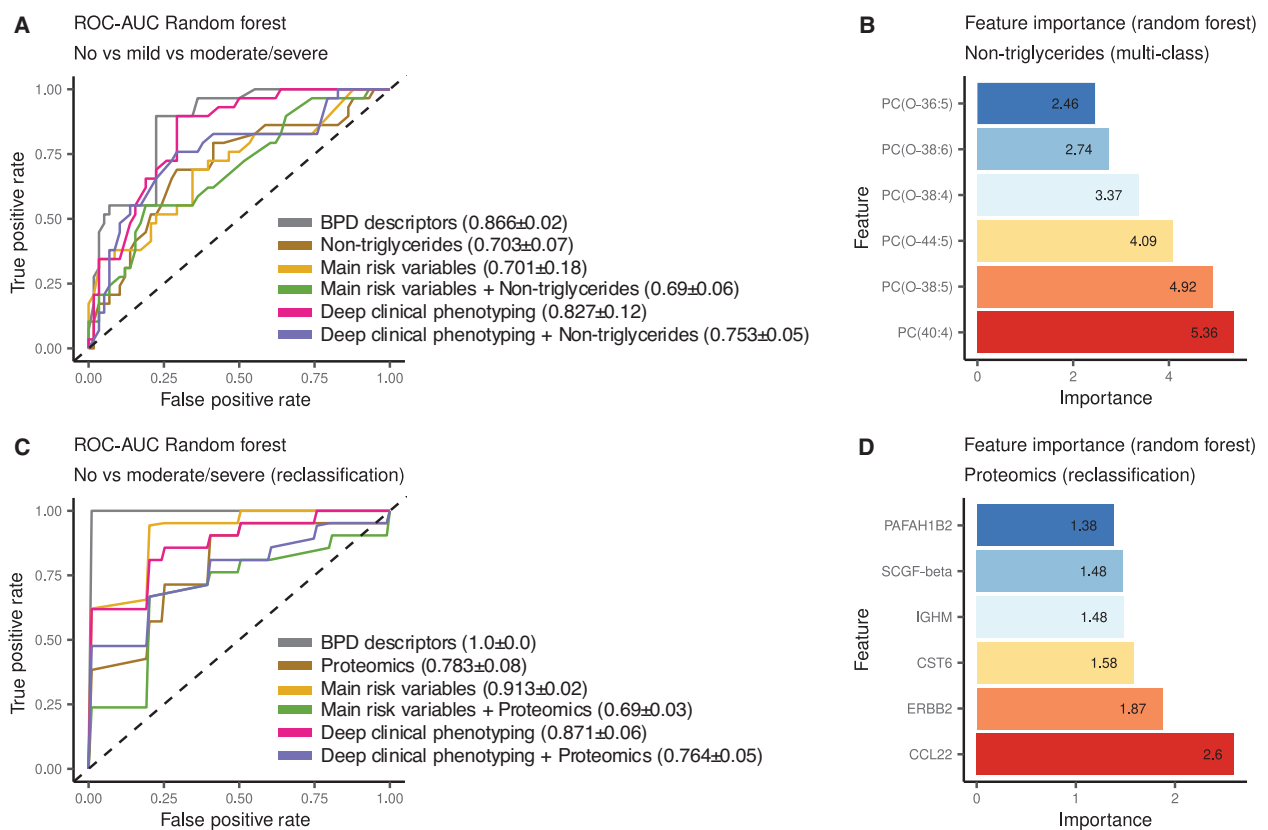 A
ROC-AUC Random forest
No vs mild vs moderate/severe
True positive rate
1.00
0.75
0.50
0.25
0.00
BPD descriptors (0.866±0.02)
Non-triglycerides (0.703±0.07)
Main risk variables (0.701±0.18)
Main risk variables + Non-triglycerides (0.69±0.06)
Deep clinical phenotyping (0.827±0.12)
Deep clinical phenotyping + Non-triglycerides (0.753±0.05)
0.00 0.25 0.50 0.75 1.00
False positive rate
B
Feature importance (random forest)
Non-triglycerides (multi-class)
Feature
PC(O-36:5) 2.46
PC(O-38:6) 2.74
PC(O-38:4) 3.37
PC(O-44:5) 4.09
PC(O-38:5) 4.92
PC(40:4) 5.36
0 2 4
Importance
C
ROC-AUC Random forest
No vs moderate/severe (reclassification)
True positive rate
1.00
0.75
0.50
0.25
0.00
BPD descriptors (1.0±0.0)
Proteomics (0.783±0.08)
Main risk variables (0.913±0.02)
Main risk variables + Proteomics (0.69±0.03)
Deep clinical phenotyping (0.871±0.06)
Deep clinical phenotyping + Proteomics (0.764±0.05)
0.00 0.25 0.50 0.75 1.00
False positive rate
D
Feature importance (random forest)
Proteomics (reclassification)
Feature
PAFAH1B2 1.38
SCGF-beta 1.48
IGHM 1.48
CST6 1.58
ERBB2 1.87
CCL22 2.6
0 1 2
Importance